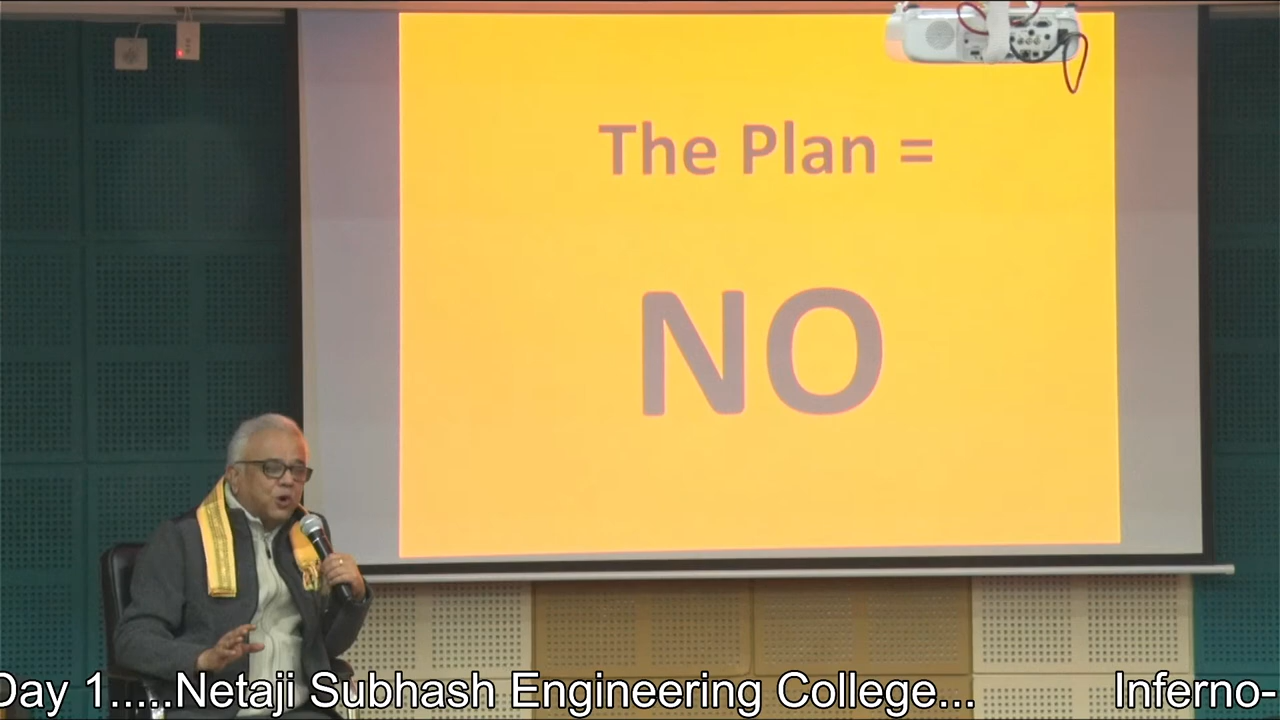 The Plan =
NO
Day 1.....Netaji Subhash Engineering College... Inferno-